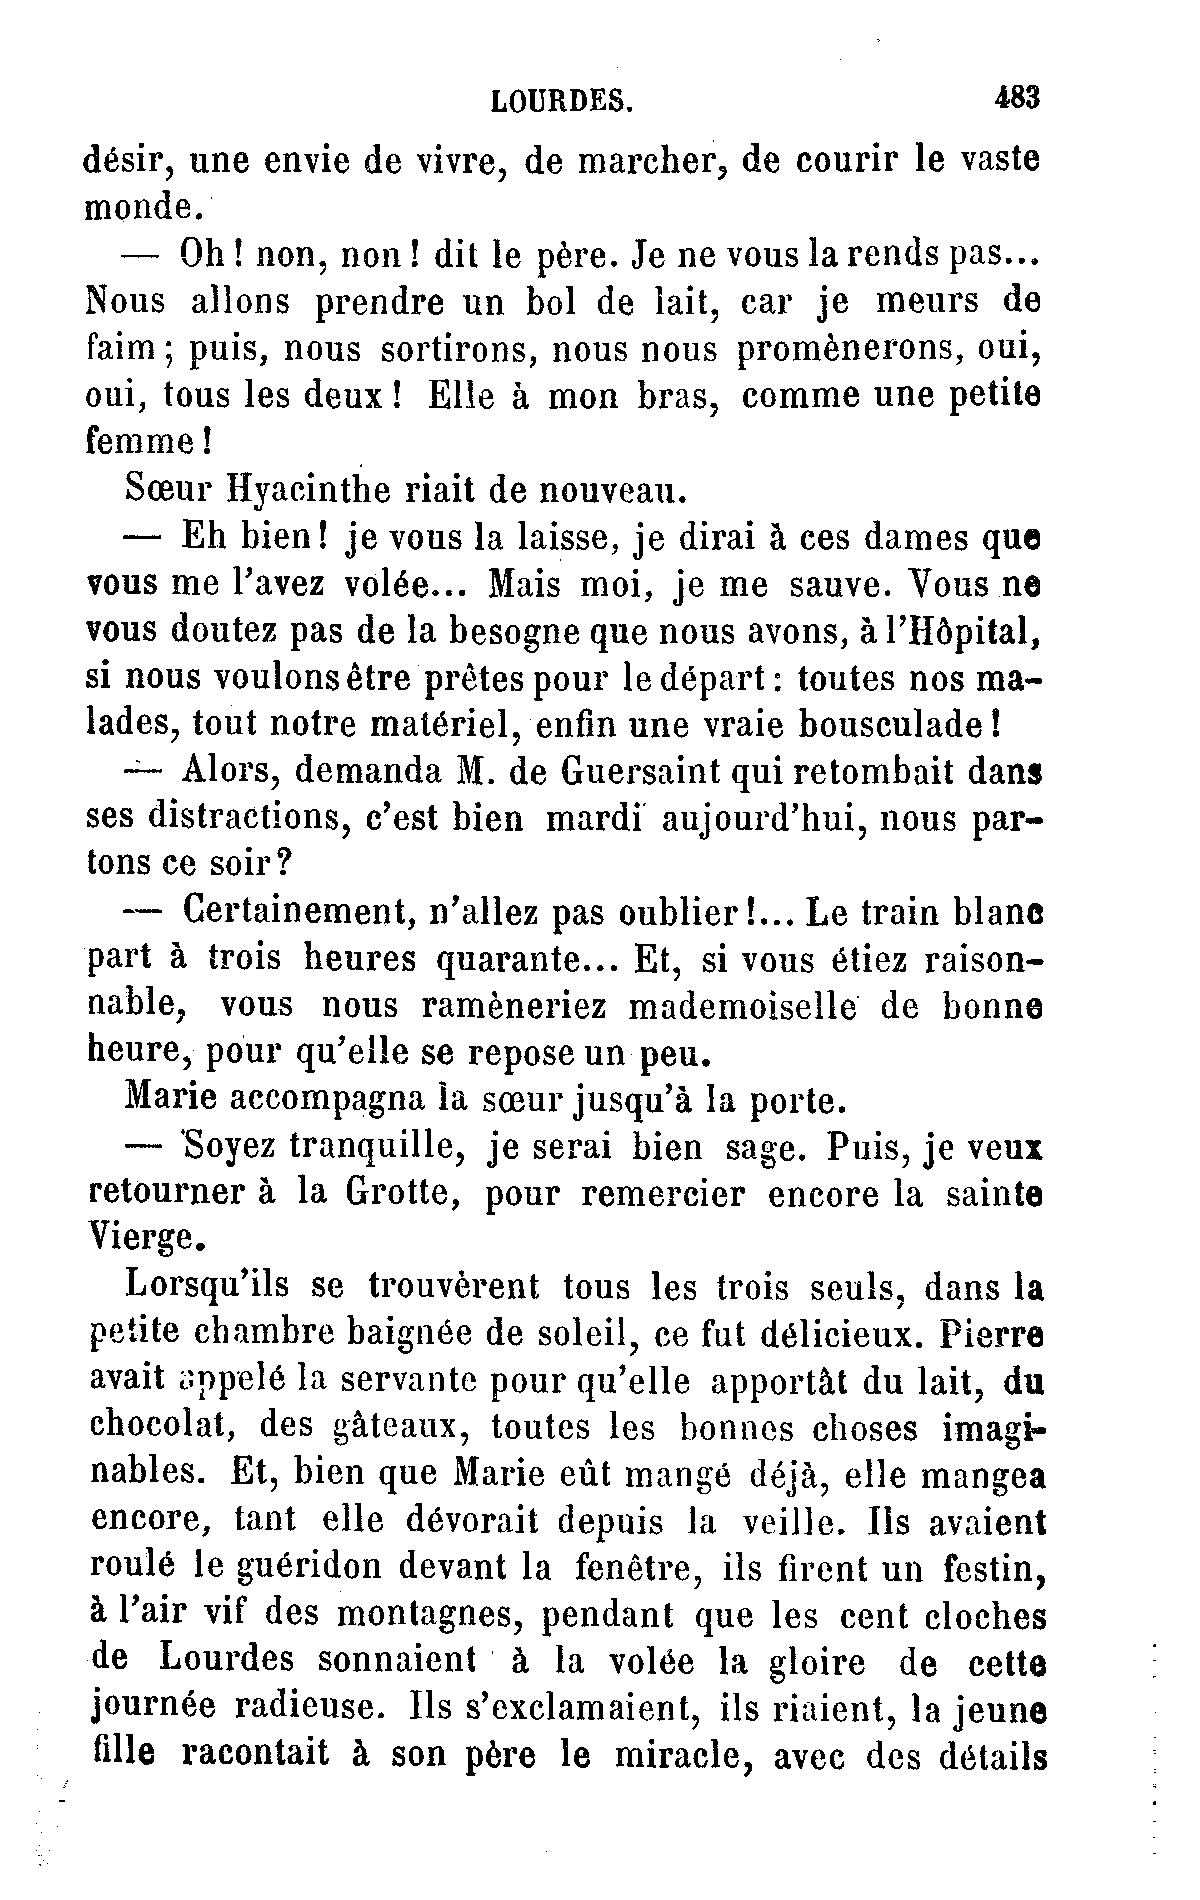 LOURDES. 483
désir, une envie de vivre, de marcher, de courir le vaste
monde.
— Oh ! non, non ! dit le père. Je ne vous la rends pas...
Nous allons prendre un bol de lait, car je meurs de
faim ; puis, nous sortirons, nous nous promènerons, oui,
oui, tous les deux ! Elle à mon bras, comme une petite
femme !
Sœur Hyacinthe riait de nouveau.
— Eh bien ! je vous la laisse, je dirai à ces dames que
vous me l'avez volée... Mais moi, je me sauve. Vous ne
vous doutez pas de la besogne que nous avons, à l'Hôpital,
si nous voulons être prêtes pour le départ : toutes nos ma-
lades, tout notre matériel, enfin une vraie bousculade !
— Alors, demanda M. de Guersaint qui retombait dans
ses distractions, c'est bien mardi aujourd'hui, nous par-
tons ce soir ?
— Certainement, n'allez pas oublier !... Le train blanc
part à trois heures quarante... Et, si vous étiez raison-
nable, vous nous ramèneriez mademoiselle de bonne
heure, pour qu'elle se repose un peu.
Marie accompagna la sœur jusqu'à la porte.
— Soyez tranquille, je serai bien sage. Puis, je veux
retourner à la Grotte, pour remercier encore la sainte
Vierge.
Lorsqu'ils se trouvèrent tous les trois seuls, dans la
petite chambre baignée de soleil, ce fut délicieux. Pierre
avait appelé la servante pour qu'elle apportât du lait, du
chocolat, des gâteaux, toutes les bonnes choses imagi-
nables. Et, bien que Marie eût mangé déjà, elle mangea
encore, tant elle dévorait depuis la veille. Ils avaient
roulé le guéridon devant la fenêtre, ils firent un festin,
à l'air vif des montagnes, pendant que les cent cloches
de Lourdes sonnaient à la volée la gloire de cette
journée radieuse. Ils s'exclamaient, ils riaient, la jeune
fille racontait à son père le miracle, avec des détails